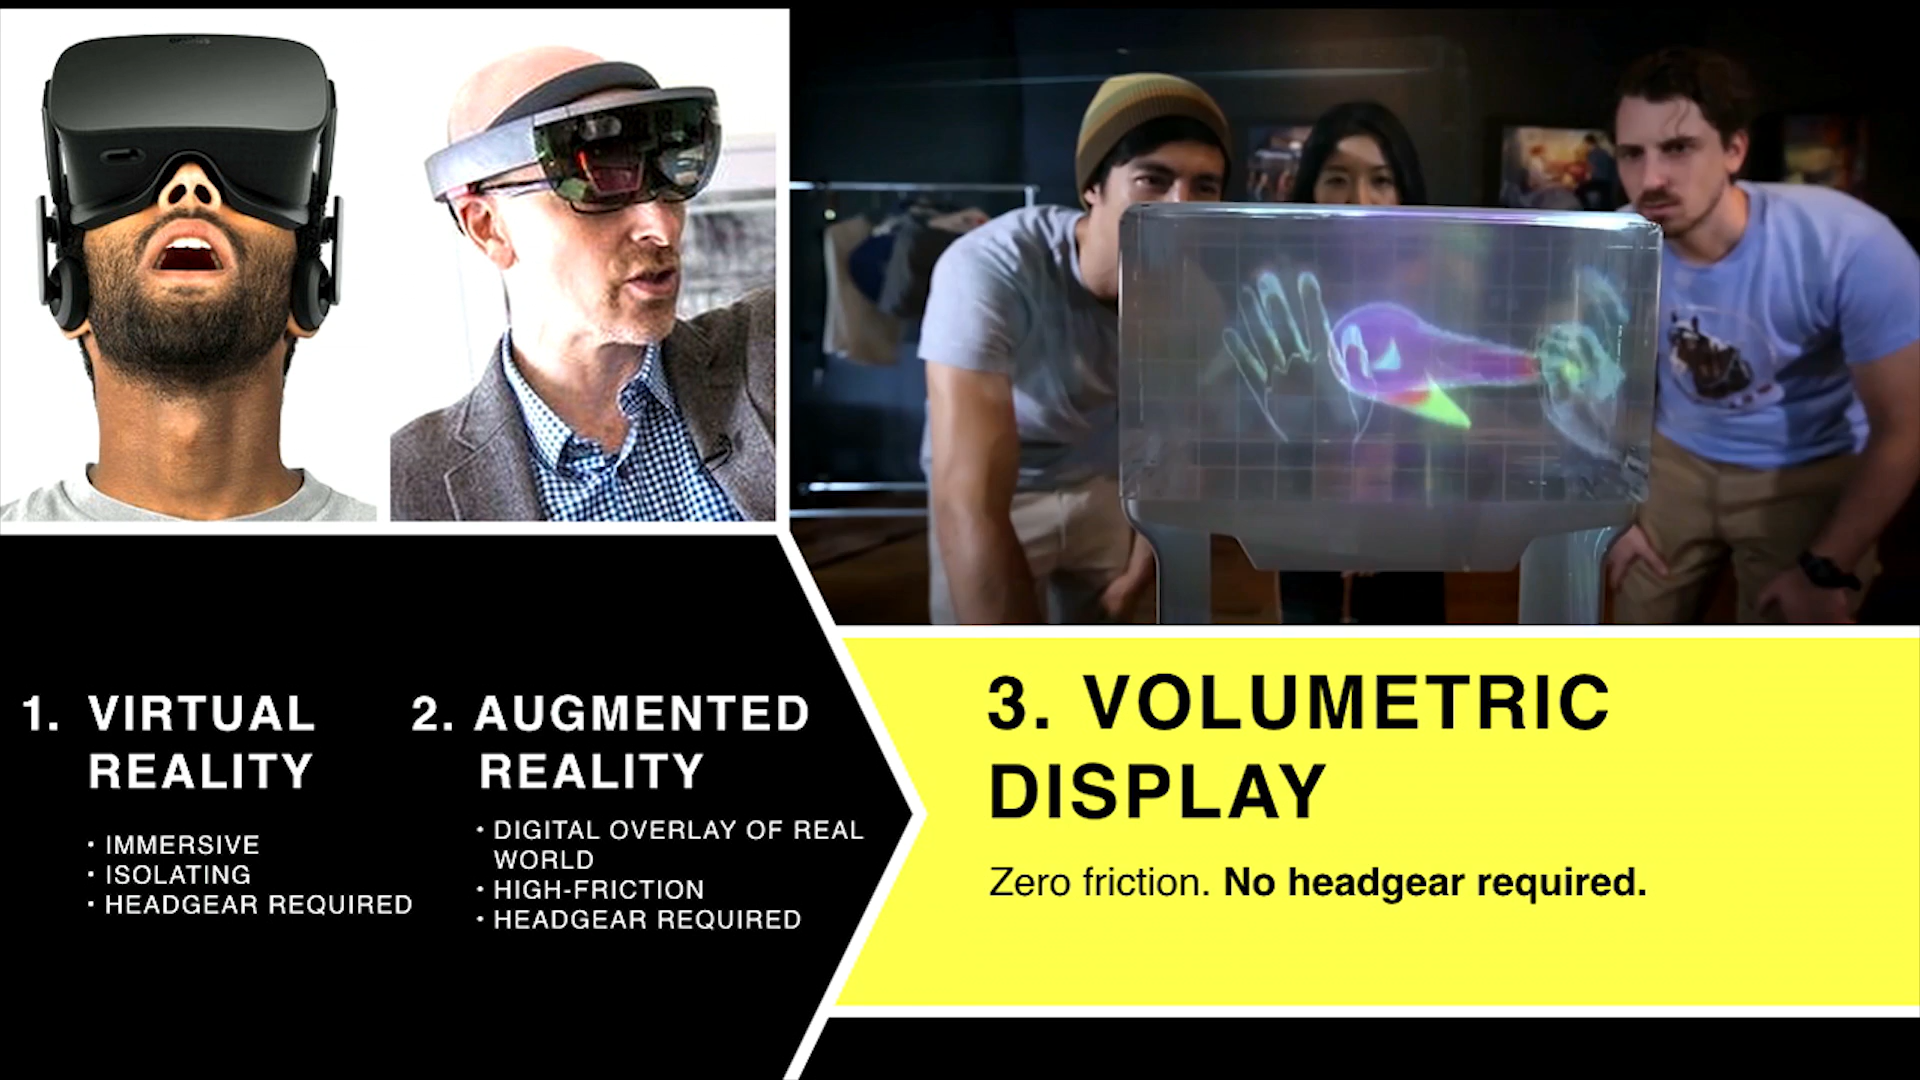 1. VIRTUAL
REALITY
• IMMERSIVE
• ISOLATING
• HEADGEAR REQUIRED
2. AUGMENTED
REALITY
• DIGITAL OVERLAY OF REAL
WORLD
• HIGH-FRICTION
• HEADGEAR REQUIRED
3. VOLUMETRIC
DISPLAY
Zero friction. No headgear required.